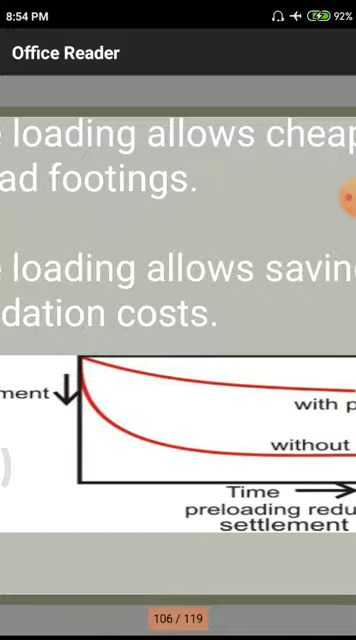 8:54 PM 92%
Office Reader
e loading allows cheap
ad footings.
e loading allows savin
dation costs.
ment
with p
without
Time
preloading redu
settlement
106 / 119